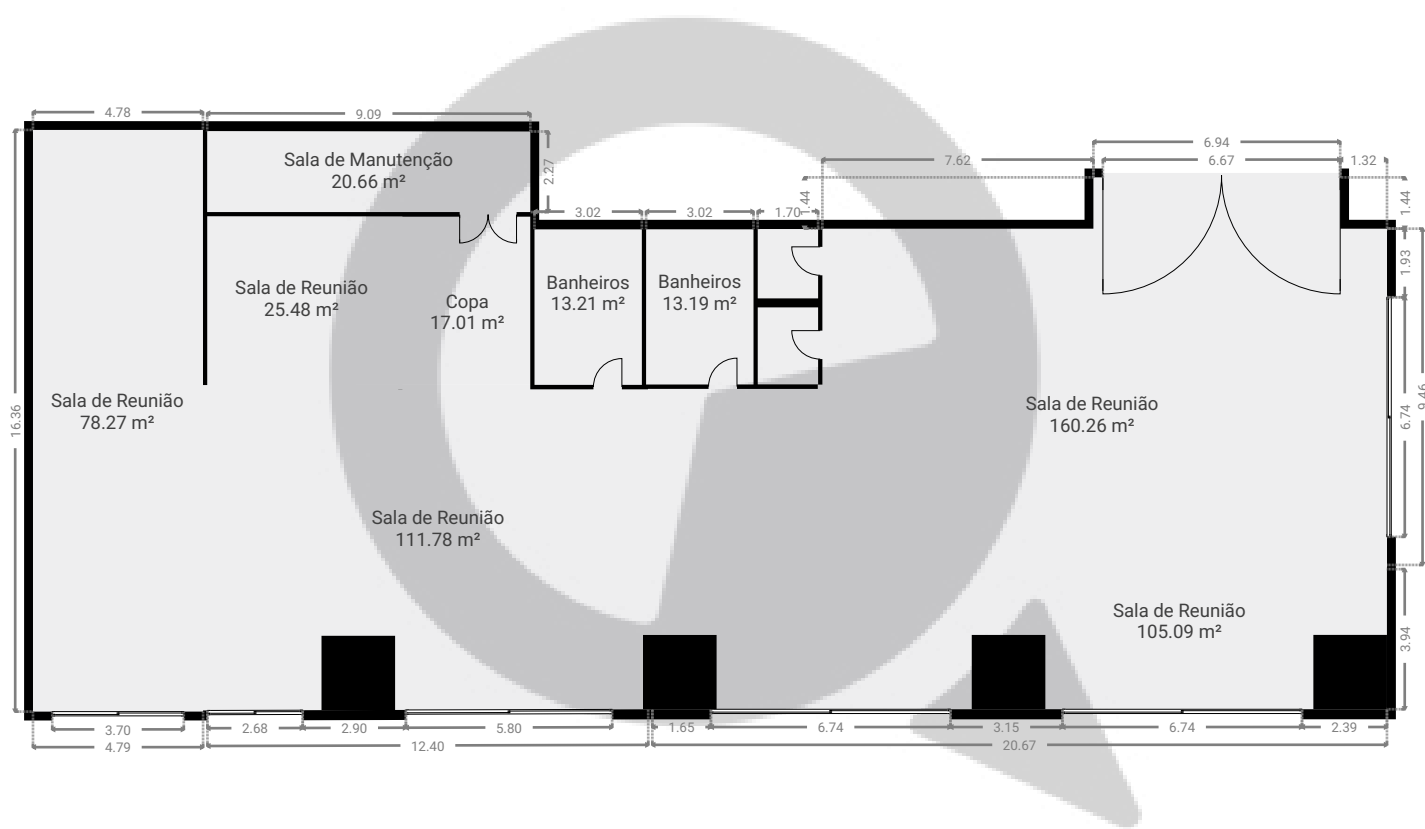 4.78
9.09
6.94
7.62
6.67
1.32
Sala de Manutenção
20.66 m²
2.27
1.44
1.44
3.02
3.02
1.70
1.93
Sala de Reunião
25.48 m²
Copa
17.01 m²
Banheiros
13.21 m²
Banheiros
13.19 m²
Sala de Reunião
78.27 m²
16.36
Sala de Reunião
160.26 m²
6.74
9.46
Sala de Reunião
111.78 m²
Sala de Reunião
105.09 m²
3.94
3.70
2.68
2.90
5.80
1.65
6.74
3.15
6.74
2.39
4.79
12.40
20.67